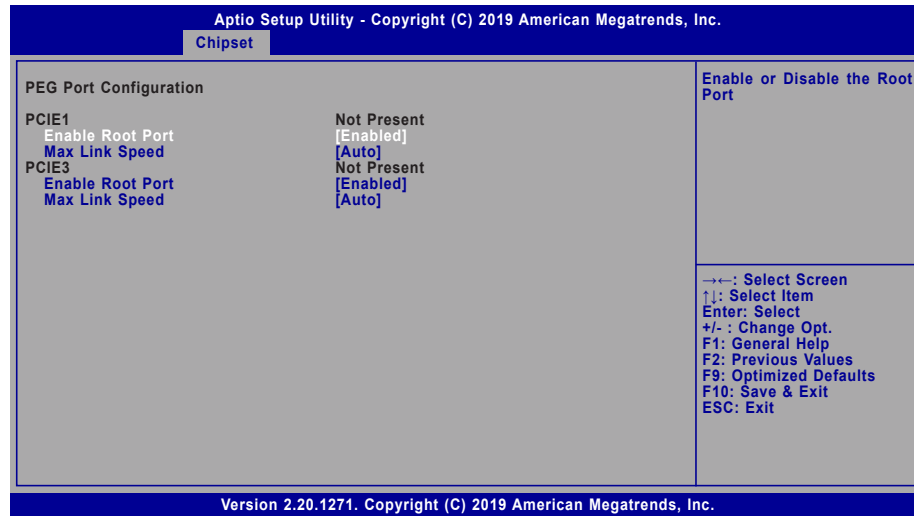 Aptio Setup Utility - Copyright (C) 2019 American Megatrends, Inc.
Chipset
PEG Port Configuration
PCIE1 Not Present
Enable Root Port [Enabled]
Max Link Speed [Auto]
PCIE3 Not Present
Enable Root Port [Enabled]
Max Link Speed [Auto]
Enable or Disable the Root
Port
→←: Select Screen
↑↓: Select Item
Enter: Select
+/- : Change Opt.
F1: General Help
F2: Previous Values
F9: Optimized Defaults
F10: Save & Exit
ESC: Exit
Version 2.20.1271. Copyright (C) 2019 American Megatrends, Inc.